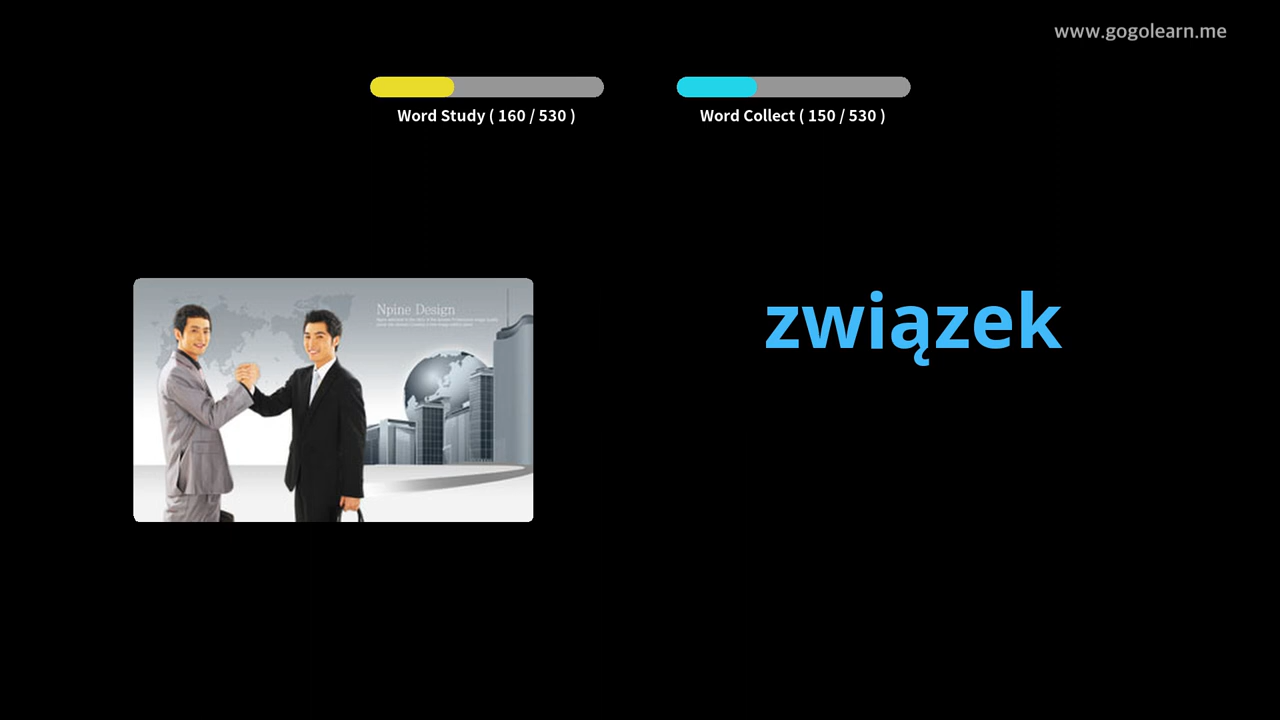 www.gogolearn.me
Word Study ( 160 / 530 )
Word Collect ( 150 / 530 )
Npine Design
związek